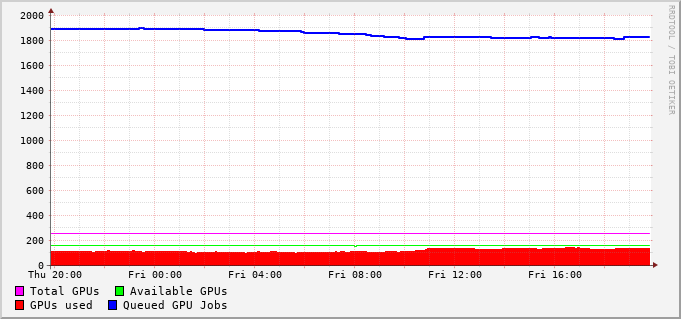 2000
1800
1600
1400
1200
1000
800
600
400
200
0
Thu 20:00 Fri 00:00 Fri 04:00 Fri 08:00 Fri 12:00 Fri 16:00
Total GPUs Available GPUs
GPUs used Queued GPU Jobs
RRDTOOL / TOBI OETIKER